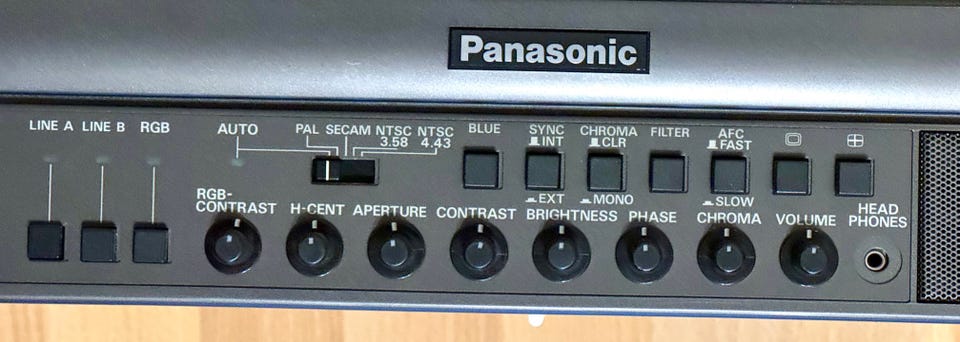 Panasonic
LINE A LINE B RGB
AUTO
PAL SECAM NTSC 3.58 NTSC 4.43
BLUE
SYNC
INT
EXT
CHROMA
CLR
MONO
FILTER
AFC
FAST
SLOW
RGB-
CONTRAST
H-CENT
APERTURE
CONTRAST
BRIGHTNESS
PHASE
CHROMA
VOLUME
HEAD
PHONES